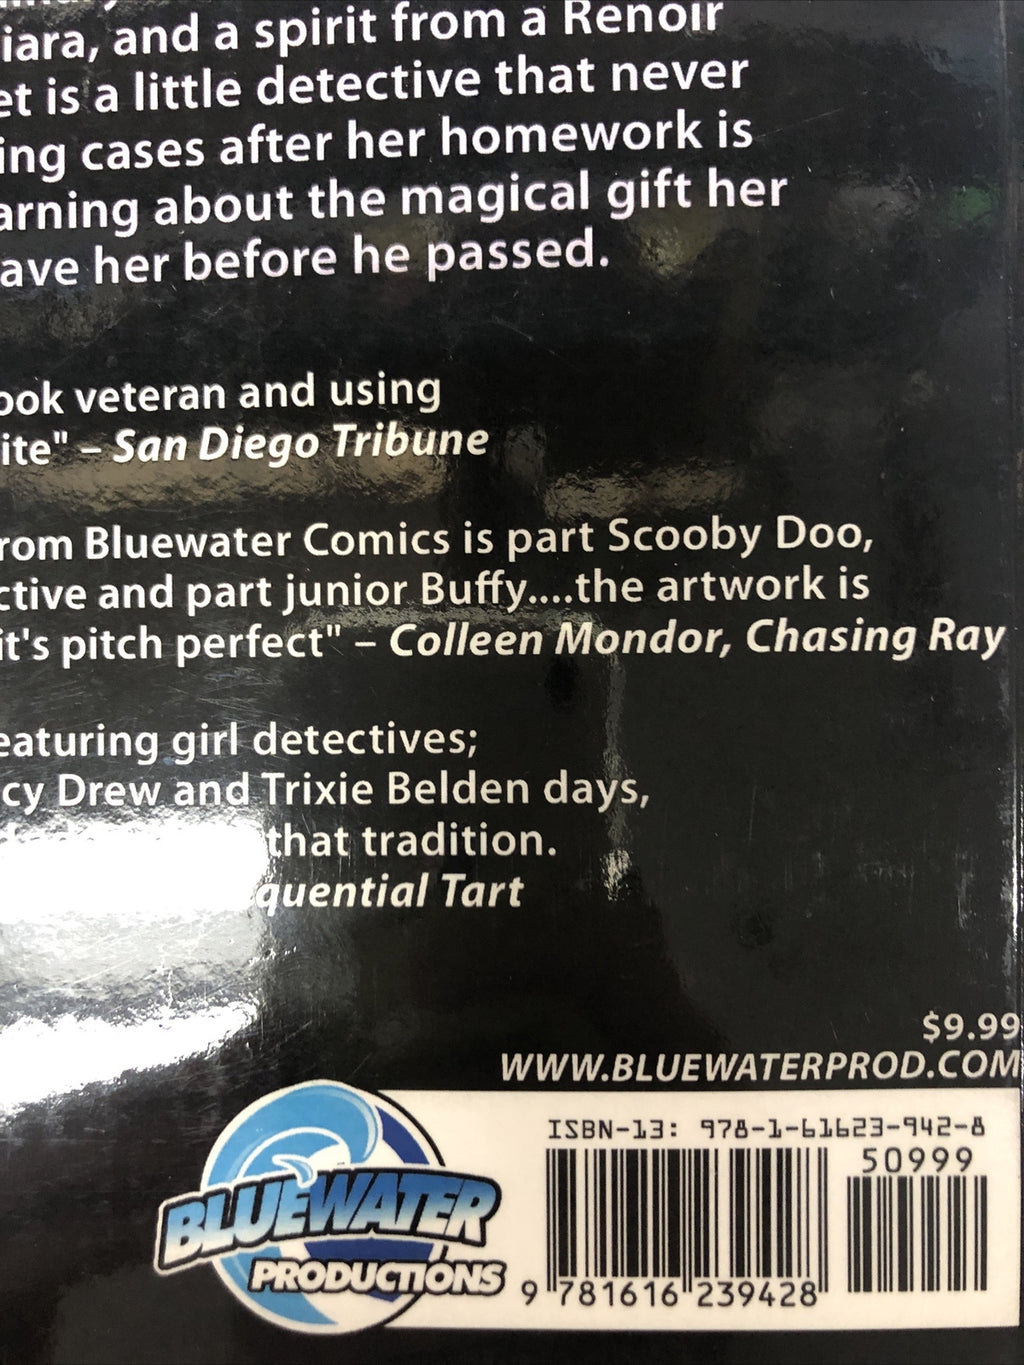 iara, and a spirit from a Renoir
et is a little detective that never
ing cases after her homework is
arning about the magical gift her
ave her before he passed.
ook veteran and using
ite" – San Diego Tribune
rom Bluewater Comics is part Scooby Doo,
ctive and part junior Buffy....the artwork is
it's pitch perfect" – Colleen Mondor, Chasing Ray
eaturing girl detectives;
cy Drew and Trixie Belden days,
that tradition.
quential Tart
$9.99
WWW.BLUEWATERPROD.COM
ISBN-13: 978-1-61623-942-8
50999
BLUEWATER
PRODUCTIONS
9 781616 239428